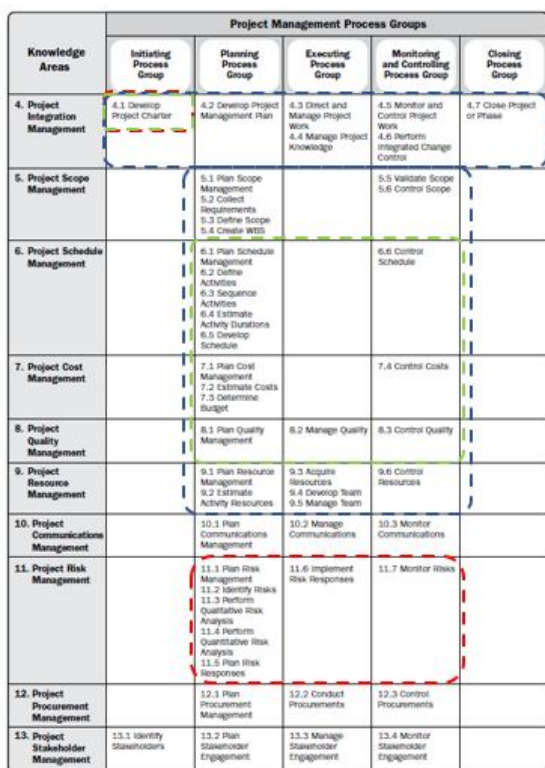 Project Management Process Groups
Knowledge
Areas
Initiating
Process
Group
Planning
Process
Group
Executing
Process
Group
Monitoring
and Controlling
Process Group
Closing
Process
Group
4. Project
Integration
Management
4.1 Develop
Project Charter
4.2 Develop Project
Management Plan
4.3 Direct and
Manage Project
Work
4.4 Manage Project
Knowledge
4.5 Monitor and
Control Project
Work
4.6 Perform
Integrated Change
Control
4.7 Close Project
or Phase
5. Project Scope
Management
5.1 Plan Scope
Management
5.2 Collect
Requirements
5.3 Define Scope
5.4 Create WBS
5.5 Validate Scope
5.6 Control Scope
6. Project Schedule
Management
6.1 Plan Schedule
Management
6.2 Define
Activities
6.3 Sequence
Activities
6.4 Estimate
Activity Durations
6.5 Develop
Schedule
6.6 Control
Schedule
7. Project Cost
Management
7.1 Plan Cost
Management
7.2 Estimate Costs
7.3 Determine
Budget
7.4 Control Costs
8. Project
Quality
Management
8.1 Plan Quality
Management
8.2 Manage Quality
8.3 Control Quality
9. Project
Resource
Management
9.1 Plan Resource
Management
9.2 Estimate
Activity Resources
9.3 Acquire
Resources
9.4 Develop Team
9.5 Manage Team
9.6 Control
Resources
10. Project
Communications
Management
10.1 Plan
Communications
Management
10.2 Manage
Communications
10.3 Monitor
Communications
11. Project Risk
Management
11.1 Plan Risk
Management
11.2 Identify Risks
11.3 Perform
Qualitative Risk
Analysis
11.4 Perform
Quantitative Risk
Analysis
11.5 Plan Risk
Responses
11.6 Implement
Risk Responses
11.7 Monitor Risks
12. Project
Procurement
Management
12.1 Plan
Procurement
Management
12.2 Conduct
Procurements
12.3 Control
Procurements
13. Project
Stakeholder
Management
13.1 Identify
Stakeholders
13.2 Plan
Stakeholder
Engagement
13.3 Manage
Stakeholder
Engagement
13.4 Monitor
Stakeholder
Engagement